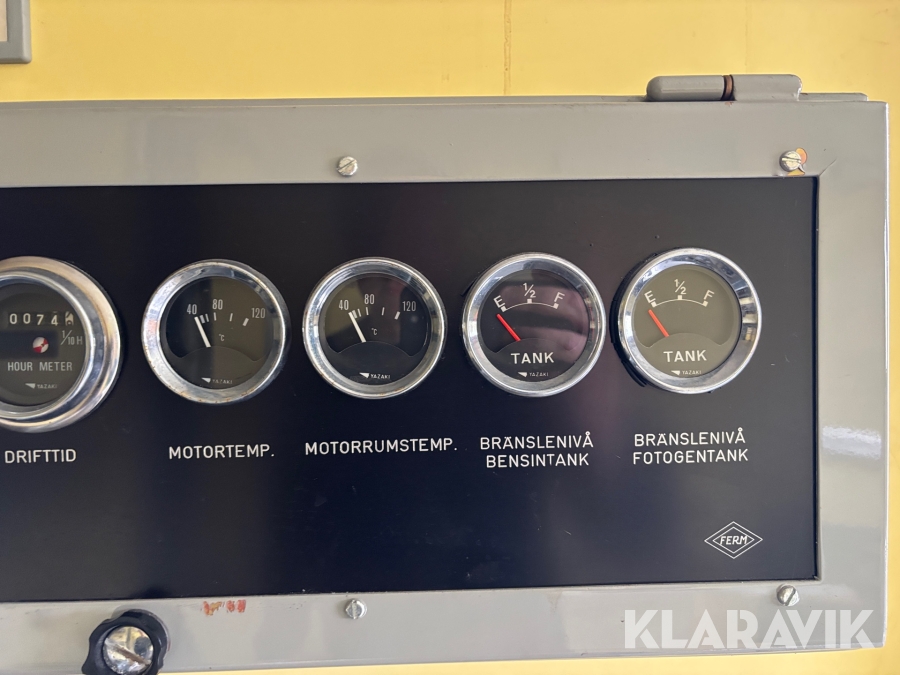 0074
1/10 H
HOUR METER
YAZAKI
DRIFTTID
40 80 120
YAZAKI
MOTORTEMP.
40 80 120
°C
YAZAKI
MOTORRUMSTEMP.
E 1/2 F
TANK
YAZAKI
BRÄNSLENIVÅ
BENSINTANK
E 1/2 F
TANK
YAZAKI
BRÄNSLENIVÅ
FOTOGENTANK
FERM
KLARAVIK